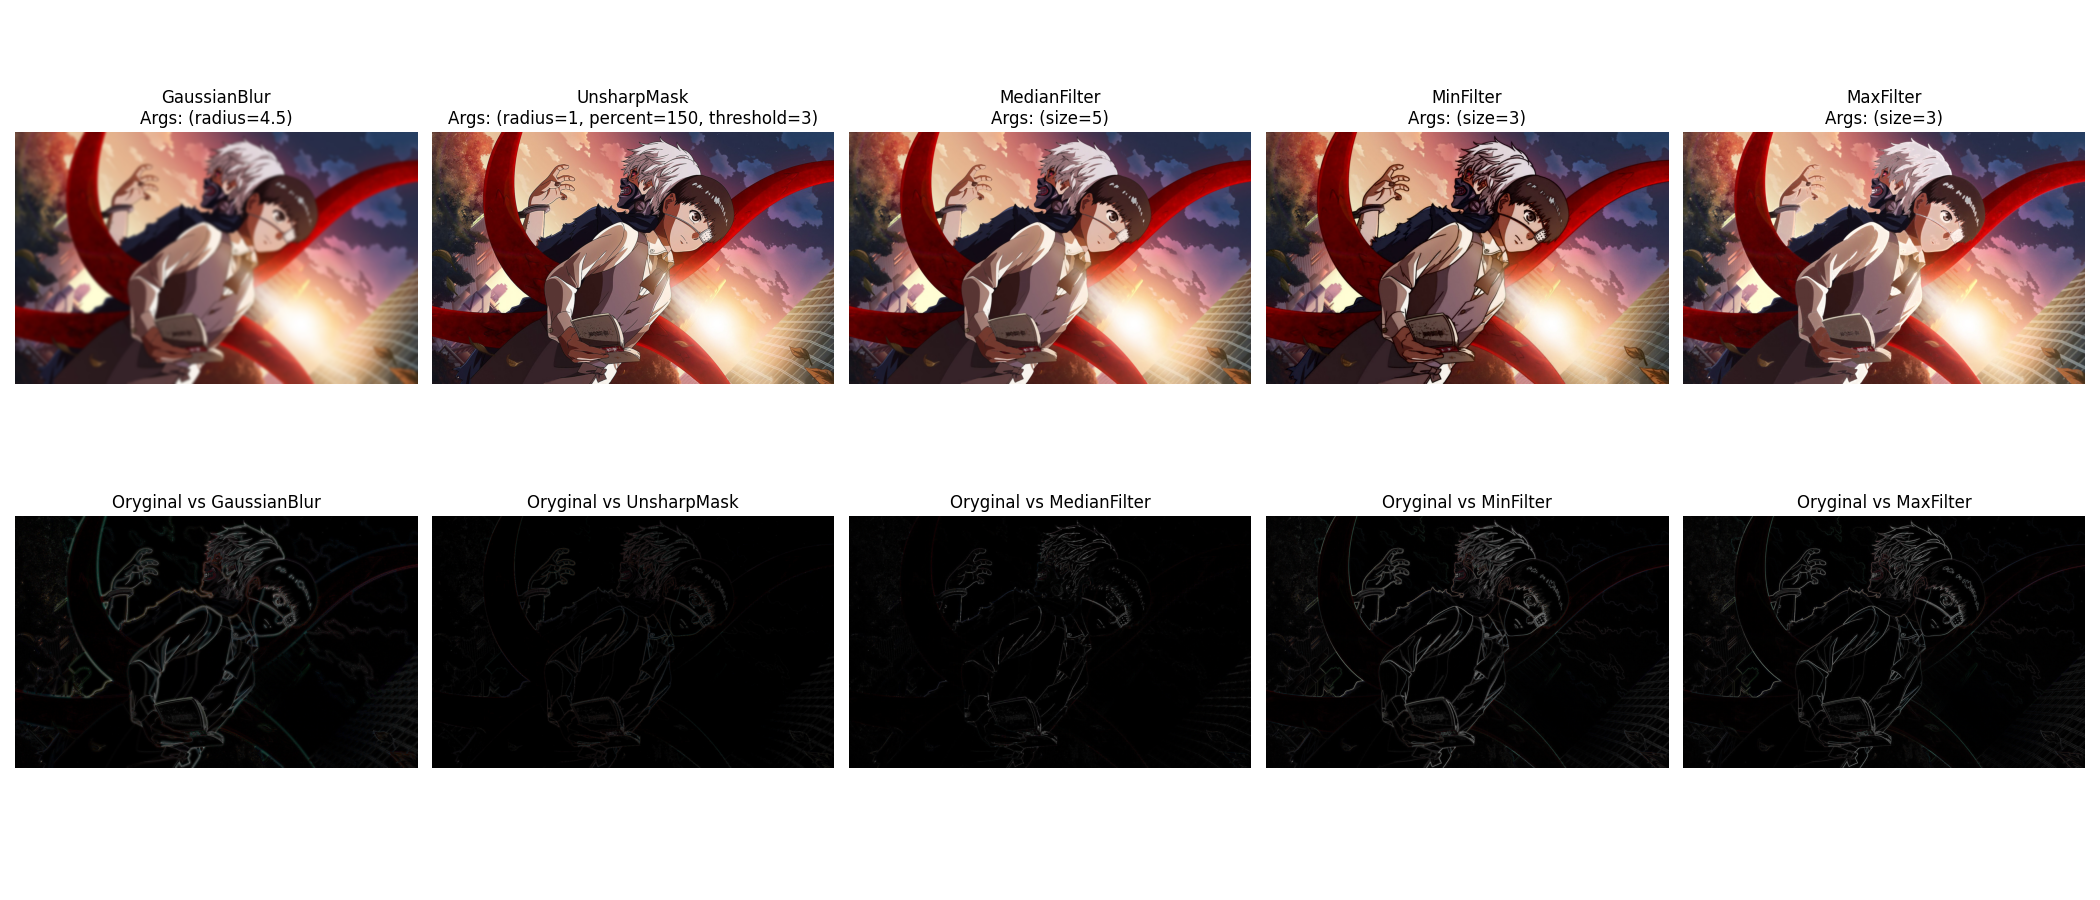 GaussianBlur
Args: (radius=4.5)
UnsharpMask
Args: (radius=1, percent=150, threshold=3)
MedianFilter
Args: (size=5)
MinFilter
Args: (size=3)
MaxFilter
Args: (size=3)
Oryginal vs GaussianBlur
Oryginal vs UnsharpMask
Oryginal vs MedianFilter
Oryginal vs MinFilter
Oryginal vs MaxFilter